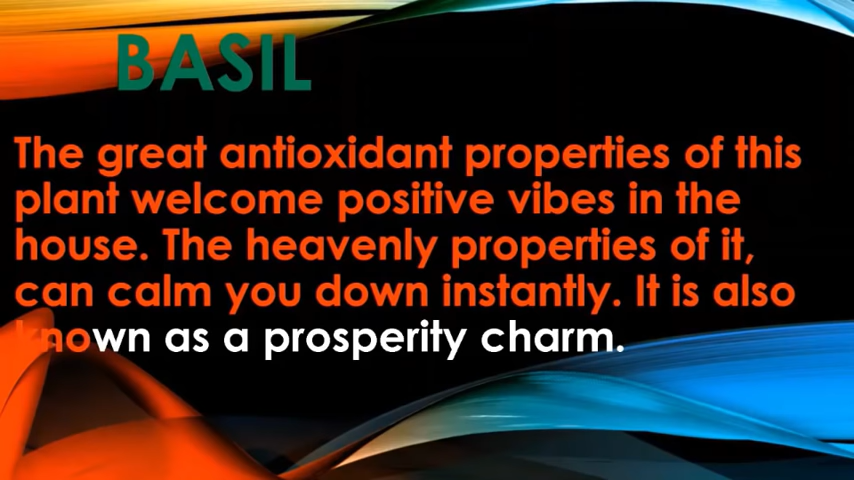 BASIL
The great antioxidant properties of this
plant welcome positive vibes in the
house. The heavenly properties of it,
can calm you down instantly. It is also
known as a prosperity charm.